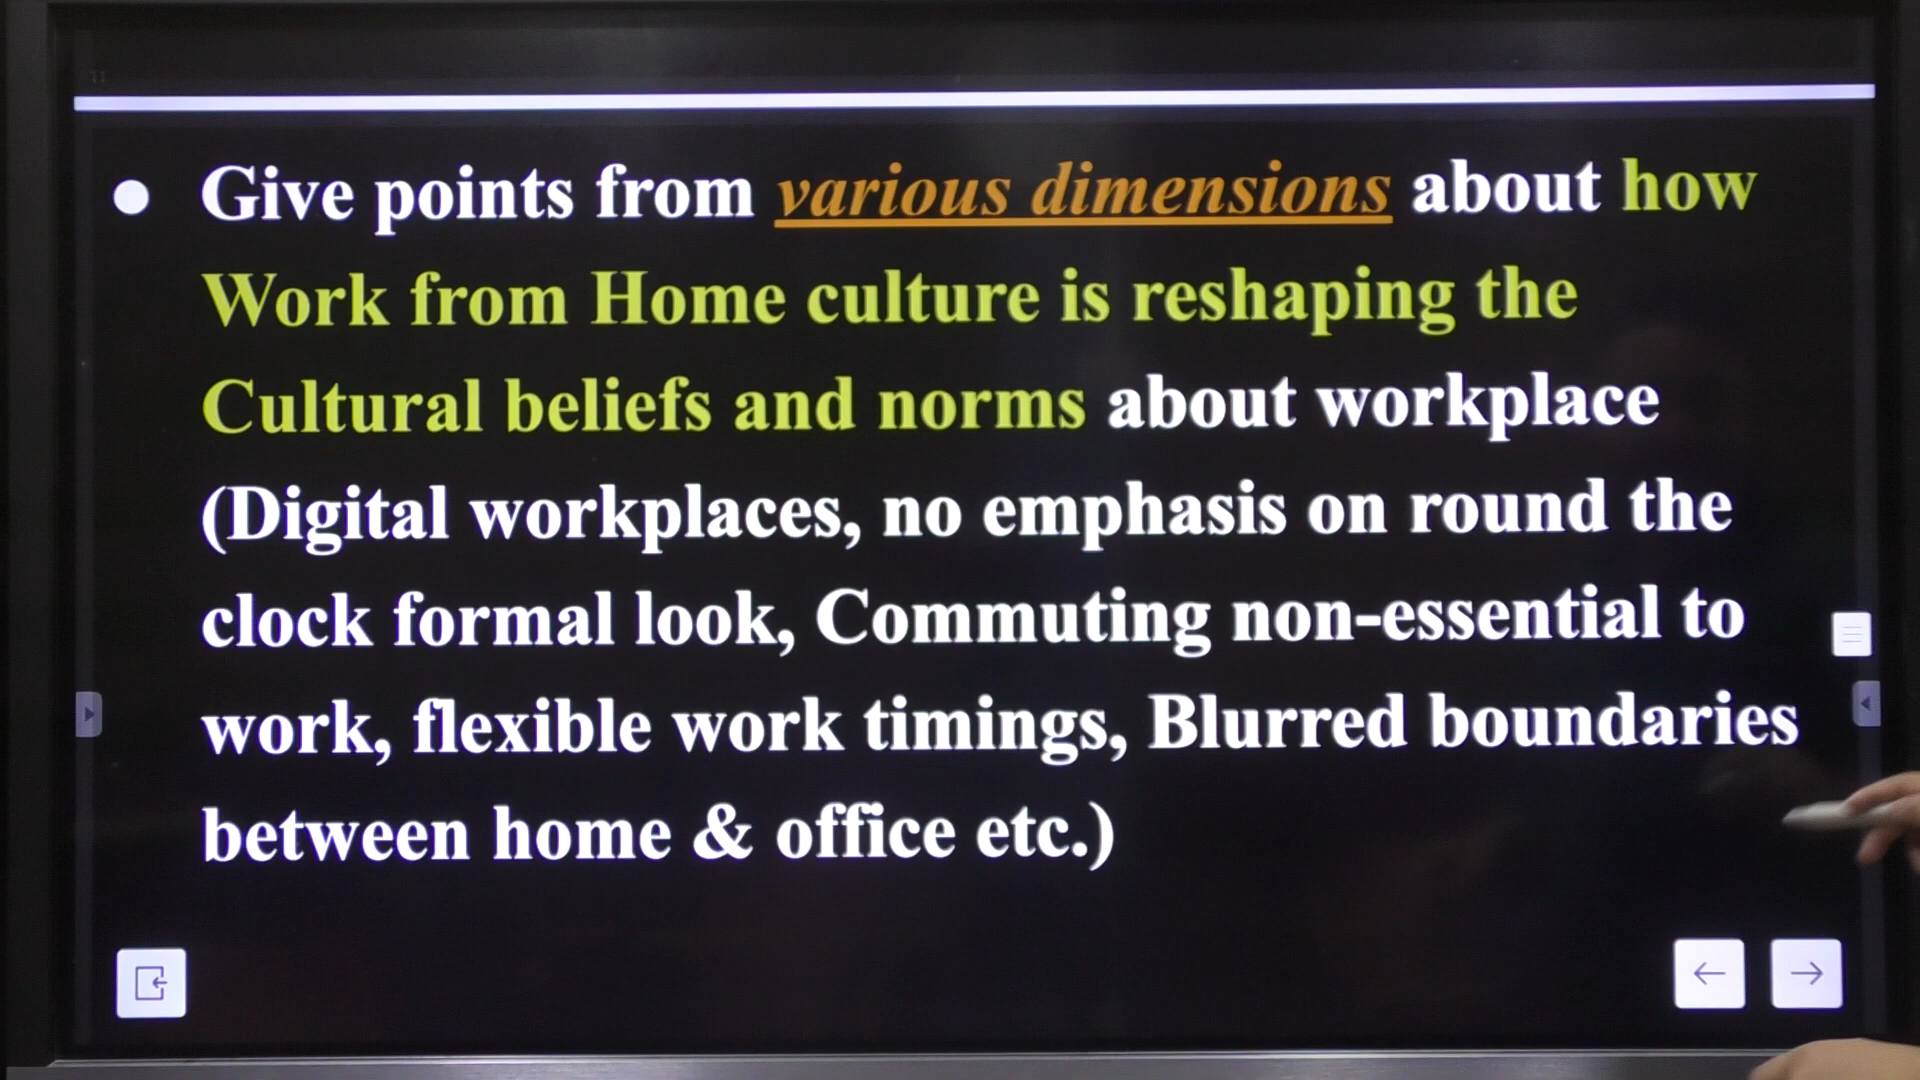 Give points from various dimensions about how
Work from Home culture is reshaping the
Cultural beliefs and norms about workplace
(Digital workplaces, no emphasis on round the
clock formal look, Commuting non-essential to
work, flexible work timings, Blurred boundaries
between home & office etc.)